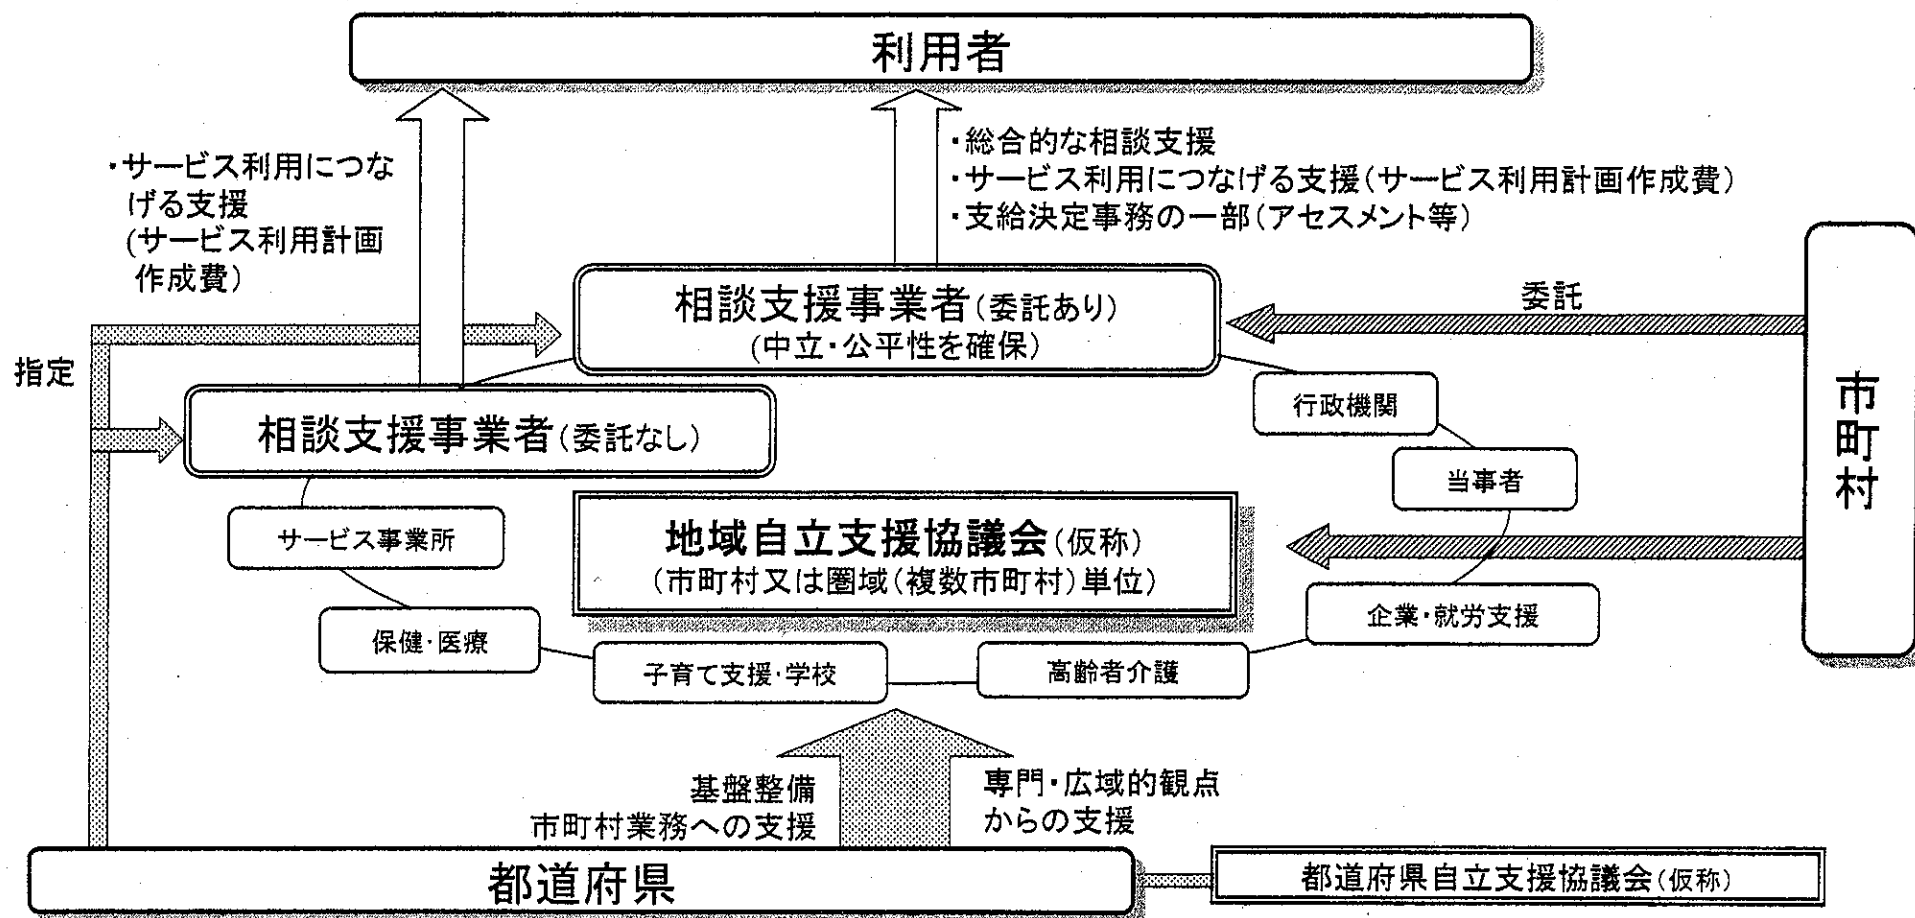 利用者
・サービス利用につな
げる支援
(サービス利用計画
作成費)
・総合的な相談支援
・サービス利用につなげる支援(サービス利用計画作成費)
・支給決定事務の一部(アセスメント等)
相談支援事業者(委託あり)
(中立・公平性を確保)
委託
指定
相談支援事業者(委託なし)
行政機関
市町村
当事者
サービス事業所
地域自立支援協議会(仮称)
(市町村又は圏域(複数市町村)単位)
企業・就労支援
保健・医療
子育て支援・学校
高齢者介護
基盤整備
市町村業務への支援
専門・広域的観点
からの支援
都道府県
都道府県自立支援協議会(仮称)